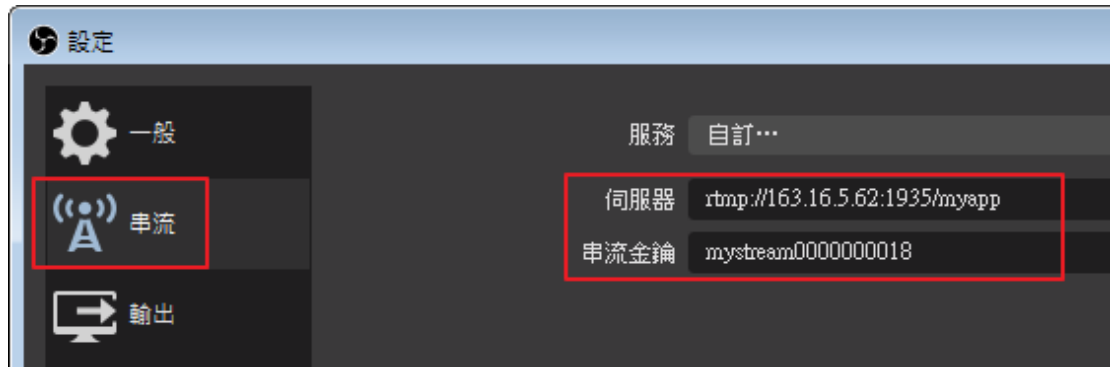 設定
一般
串流
輸出
服務 自訂…
伺服器 rtmp://163.16.5.62:1935/myapp
串流金鑰 mystream0000000018